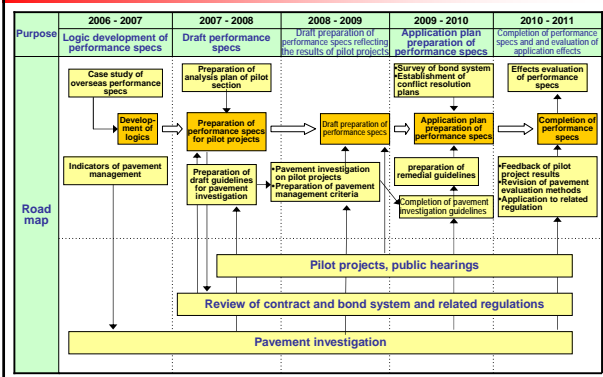 Purpose
2006 - 2007
Logic development of
performance specs
2007 - 2008
Draft performance
specs
2008 - 2009
Draft preparation of
performance specs reflecting
the results of pilot projects
2009 - 2010
Application plan
preparation of
performance specs
2010 - 2011
Completion of performance
specs and and evaluation of
application effects
Road
map
Case study of
overseas performance
specs
Develop-
ment of
logics
Indicators of pavement
management
Preparation of
analysis plan of pilot
section
Preparation of
performance specs
for pilot projects
Preparation of
draft guidelines
for pavement
investigation
Draft preparation of
performance specs
•Pavement investigation
on pilot projects
•Preparation of pavement
management criteria
•Survey of bond system
•Establishment of
conflict resolution
plans
Application plan
preparation of
performance specs
preparation of
remedial guidelines
Completion of pavement
investigation guidelines
Effects evaluation of
performance specs
Completion of
performance
specs
•Feedback of pilot
project results
•Revision of pavement
evaluation methods
•Application to related
regulation
Pilot projects, public hearings
Review of contract and bond system and related regulations
Pavement investigation